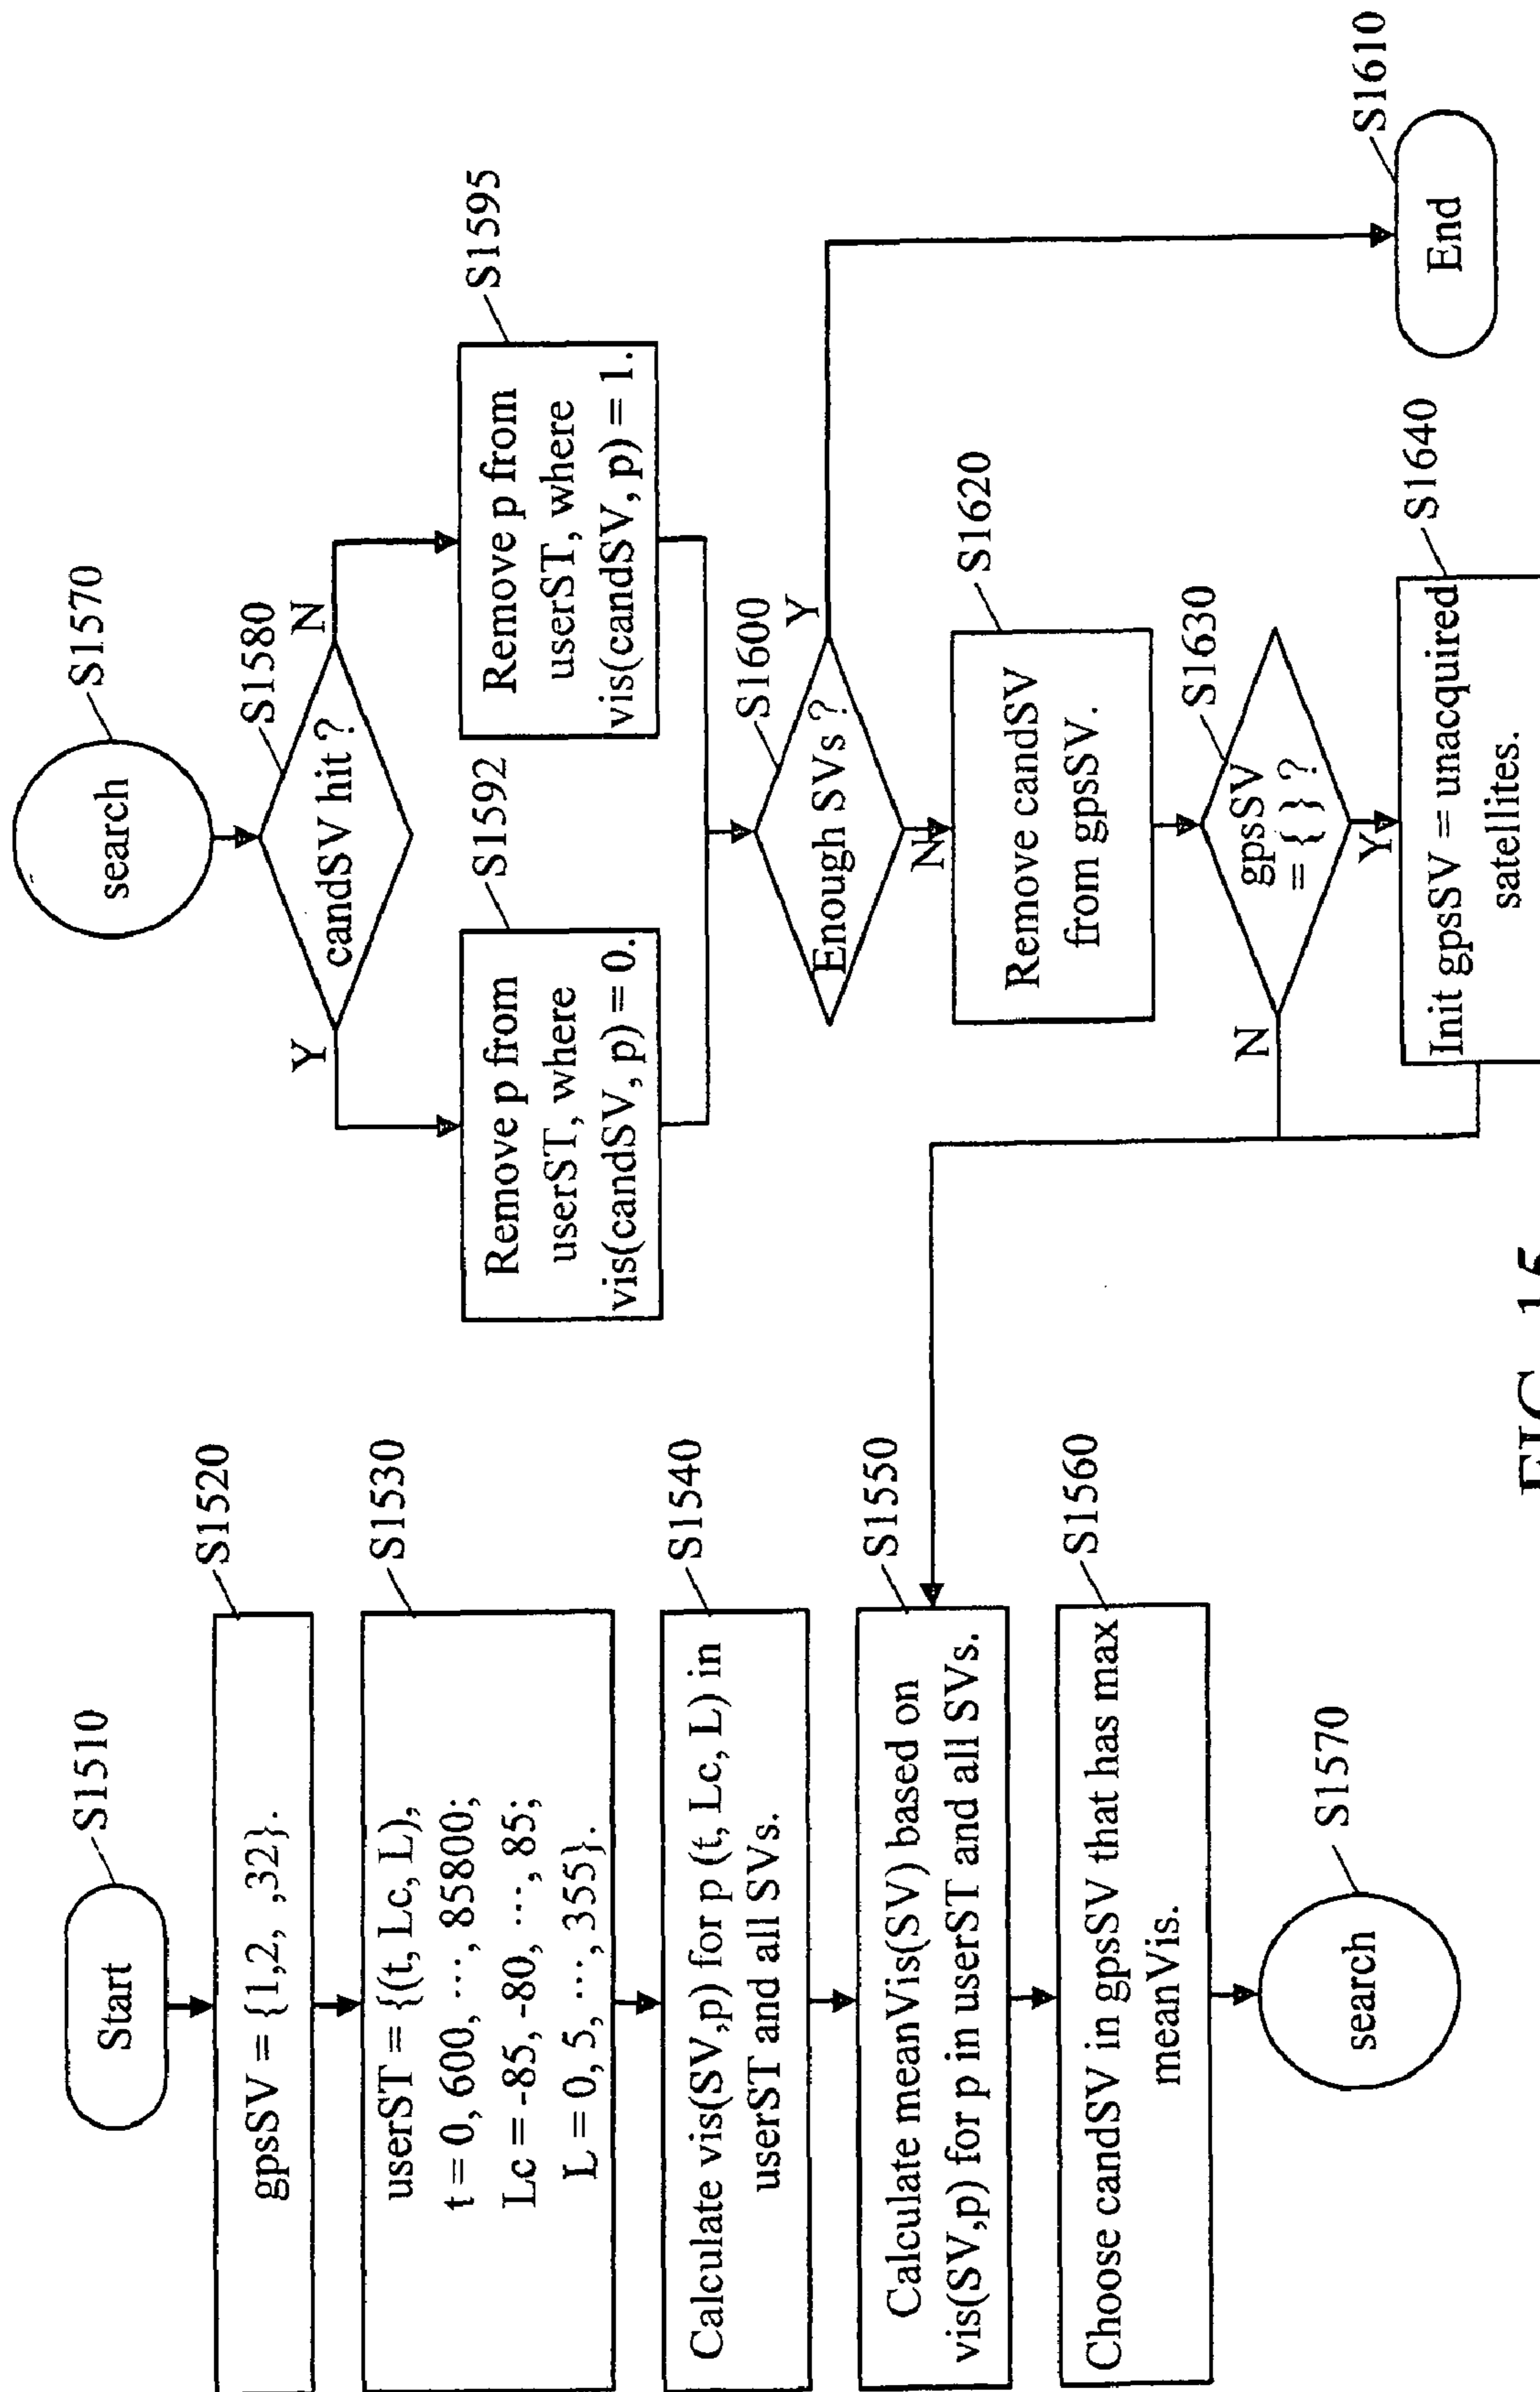 Start
S1510
gpsSV = {1,2, ,32}.
S1520
userST = {(t, Lc, L),
t = 0, 600, ···, 85800;
Lc = -85, -80, ···, 85;
L = 0, 5, ···, 355}.
S1530
Calculate vis(SV,p) for p (t, Lc, L) in
userST and all SVs.
S1540
Calculate meanVis(SV) based on
vis(SV,p) for p in userST and all SVs.
S1550
Choose candSV in gpsSV that has max
meanVis.
S1560
search
S1570
search
S1570
candSV hit ?
S1580
Y
N
Remove p from
userST, where
vis(candSV, p) = 0.
S1592
Remove p from
userST, where
vis(candSV, p) = 1.
S1595
Enough SVs ?
S1600
Y
N
End
S1610
Remove candSV
from gpsSV.
S1620
gpsSV
= { } ?
S1630
N
Y
Init gpsSV = unacquired
satellites.
S1640
FIG. 15